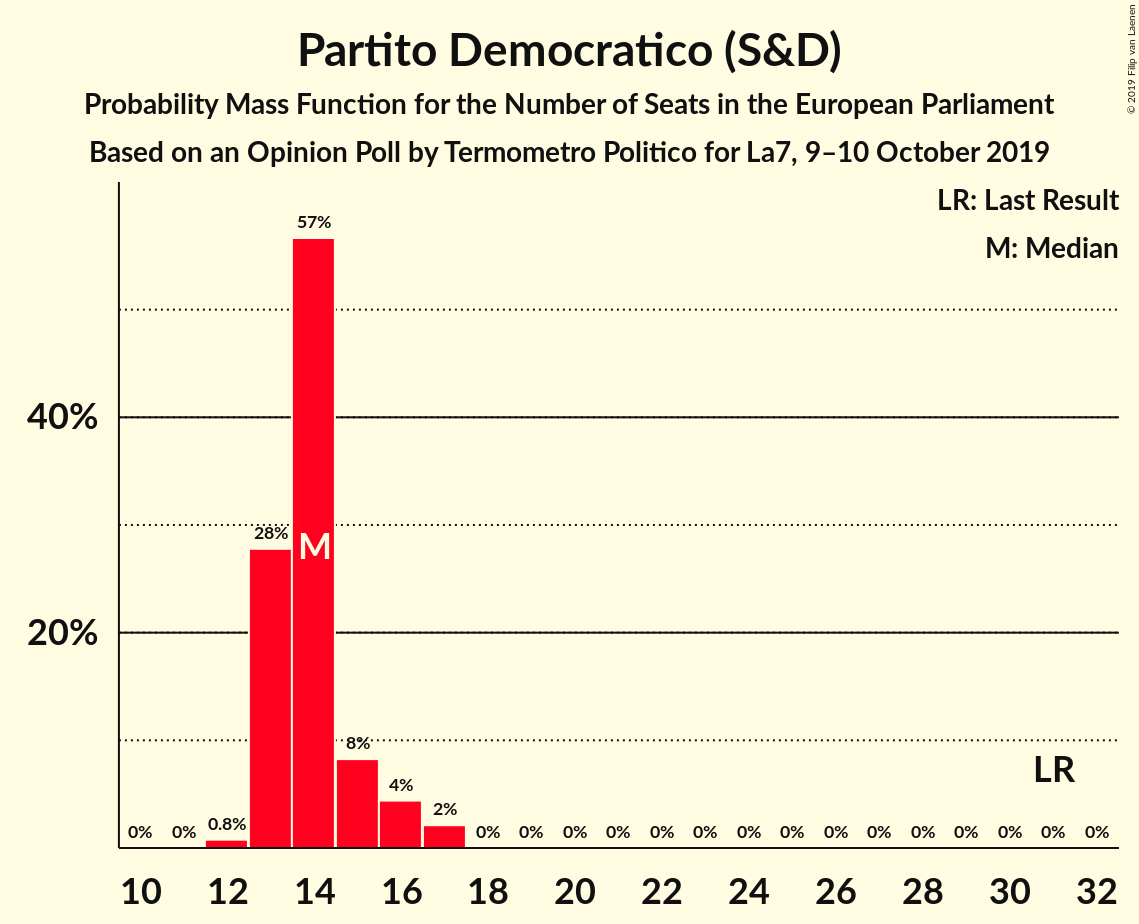 © 2019 Filip van Laenen
Partito Democratico (S&D)
Probability Mass Function for the Number of Seats in the European Parliament
Based on an Opinion Poll by Termometro Politico for La7, 9–10 October 2019
LR: Last Result
M: Median
57%
40%
28%
M
20%
8%
LR
4%
2%
0% 0% 0.8% 0% 0% 0% 0% 0% 0% 0% 0% 0% 0% 0% 0% 0% 0% 0%
10 12 14 16 18 20 22 24 26 28 30 32